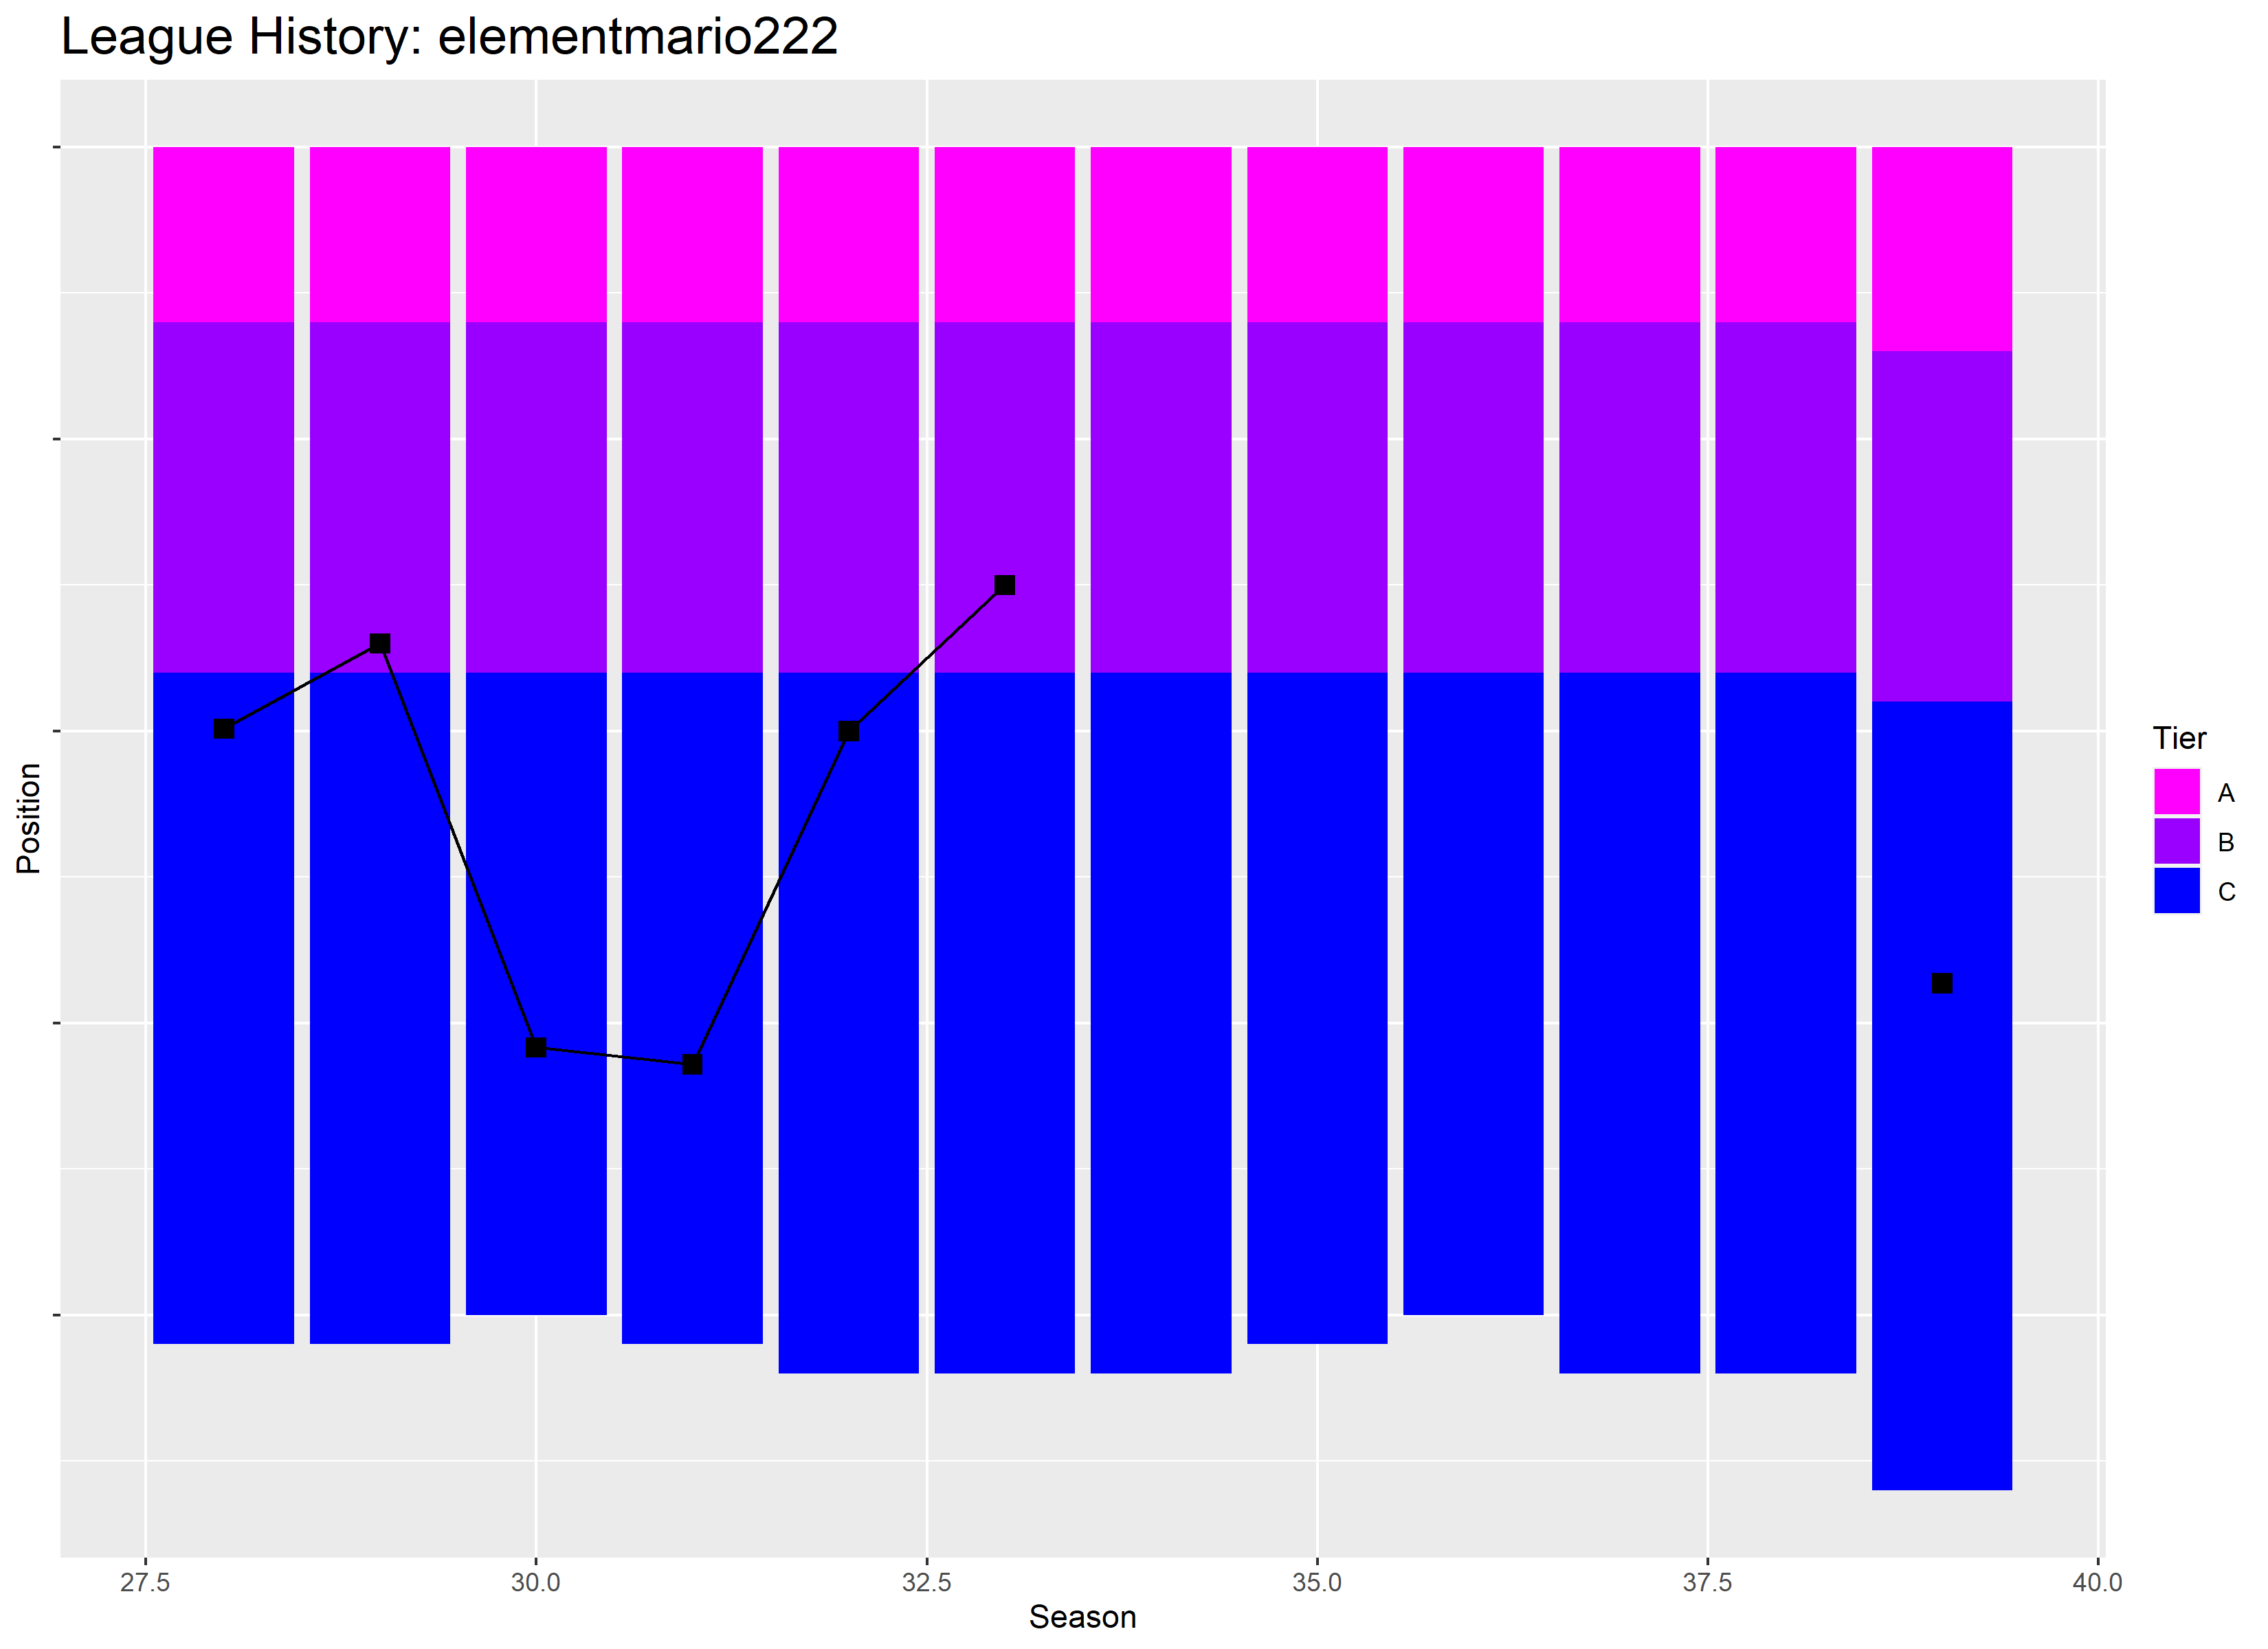 League History: elementmario222
Position
27.5
30.0
32.5
35.0
37.5
40.0
Season
Tier
A
B
C